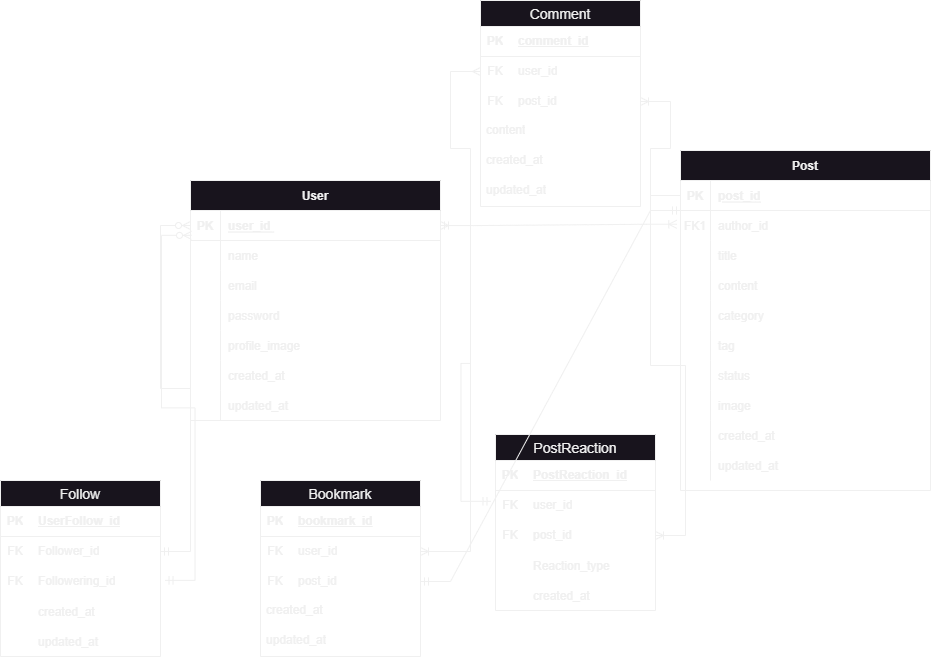 Comment
PK comment_id
FK user_id
FK post_id
content
created_at
updated_at
Post
PK post_id
FK1 author_id
title
content
category
tag
status
image
created_at
updated_at
User
PK user_id
name
email
password
profile_image
created_at
updated_at
PostReaction
PK PostReaction_id
FK user_id
FK post_id
Reaction_type
created_at
Follow
PK UserFollow_id
FK Follower_id
FK Followering_id
created_at
updated_at
Bookmark
PK bookmark_id
FK user_id
FK post_id
created_at
updated_at